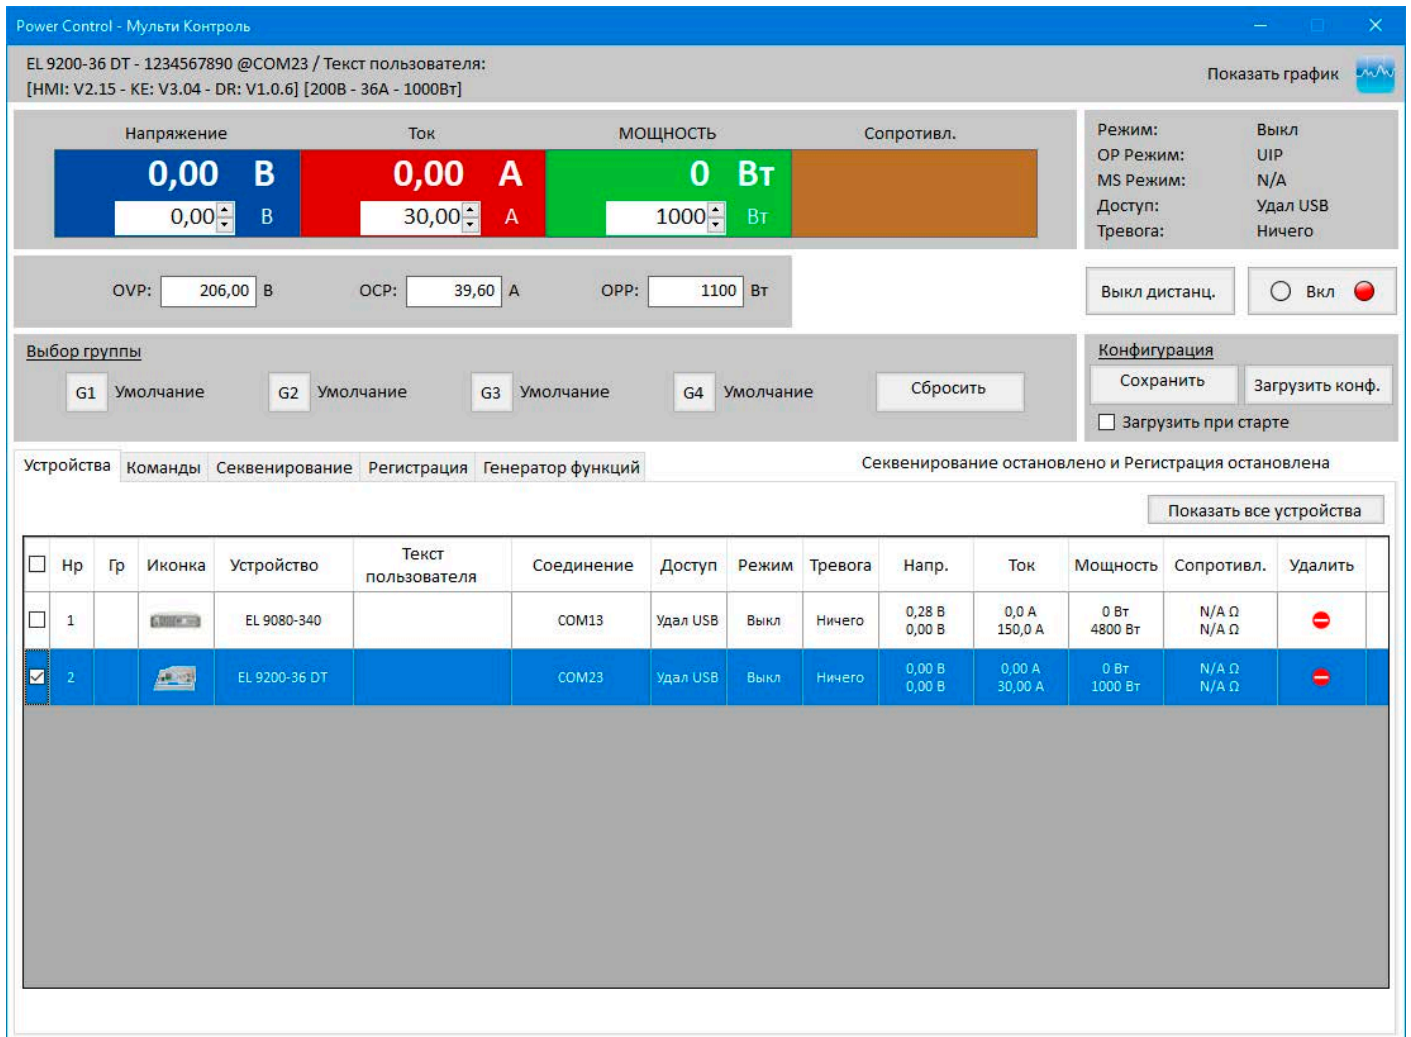 Power Control - Мульти Контроль
EL 9200-36 DT - 1234567890 @COM23 / Текст пользователя:
[HMI: V2.15 - KE: V3.04 - DR: V1.0.6] [200В - 36А - 1000Вт]
Показать график
Напряжение Ток МОЩНОСТЬ Сопротивл.
0,00 В 0,00 А 0 Вт
0,00 В 30,00 А 1000 Вт
Режим: Выкл
OP Режим: UIP
MS Режим: N/A
Доступ: Удал USB
Тревога: Ничего
OVP: 206,00 В OCP: 39,60 А OPP: 1100 Вт
Выкл дистанц. Вкл
Выбор группы
G1 Умолчание G2 Умолчание G3 Умолчание G4 Умолчание Сбросить
Конфигурация
Сохранить Загрузить конф.
Загрузить при старте
Устройства Команды Секвенирование Регистрация Генератор функций
Секвенирование остановлено и Регистрация остановлена
Показать все устройства
Нр Гр Иконка Устройство Текст пользователя Соединение Доступ Режим Тревога Напр. Ток Мощность Сопротивл. Удалить
1 EL 9080-340 COM13 Удал USB Выкл Ничего 0,28 В 0,0 А 0 Вт N/A Ω
0,00 В 150,0 А 4800 Вт N/A Ω
2 EL 9200-36 DT COM23 Удал USB Выкл Ничего 0,00 В 0,00 А 0 Вт N/A Ω
0,00 В 30,00 А 1000 Вт N/A Ω